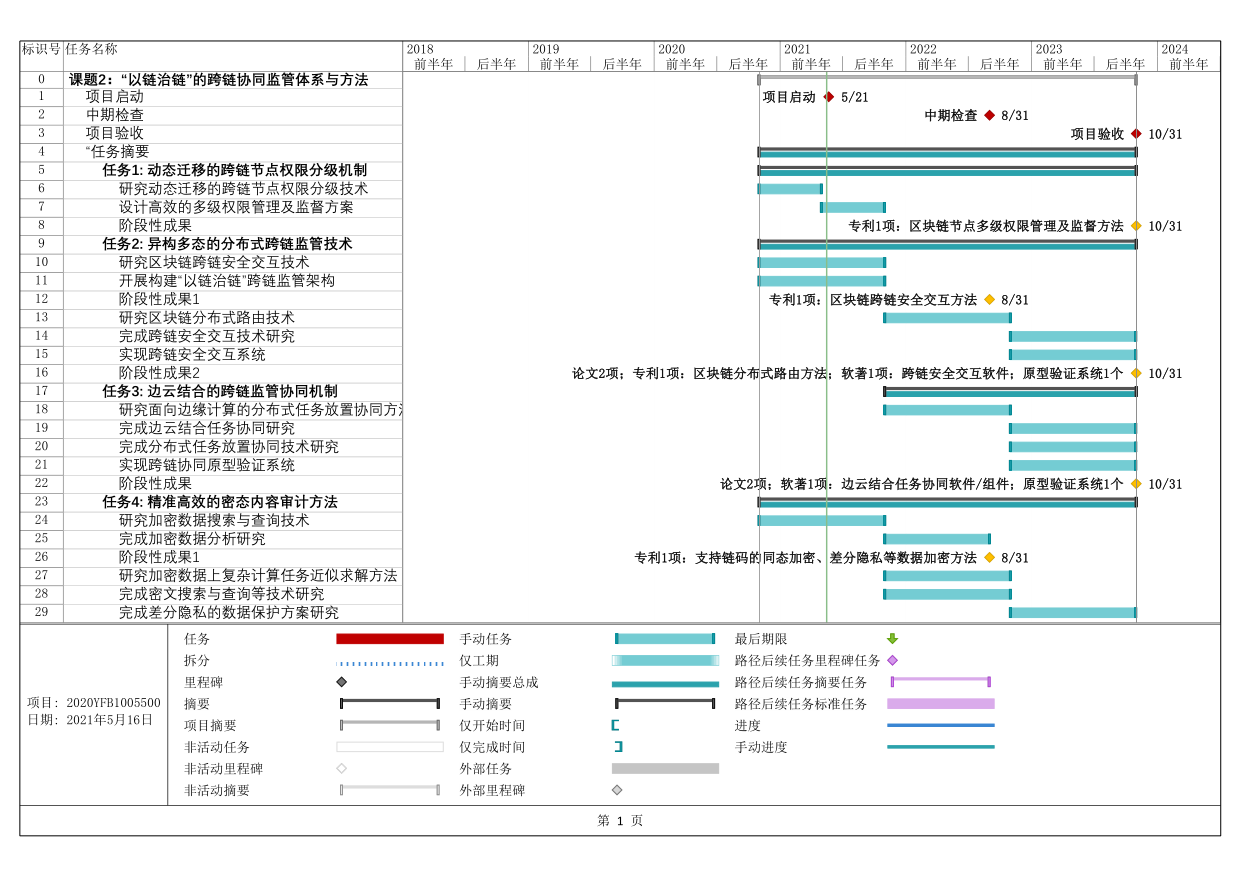 标识号 任务名称 2018 2019 2020 2021 2022 2023 2024
前半年 后半年 前半年 后半年 前半年 后半年 前半年 后半年 前半年 后半年 前半年 后半年 前半年
0 课题2：“以链治链”的跨链协同监管体系与方法
1 项目启动 项目启动 5/21
2 中期检查 中期检查 8/31
3 项目验收 项目验收 10/31
4 “任务摘要
5 任务1: 动态迁移的跨链节点权限分级机制
6 研究动态迁移的跨链节点权限分级技术
7 设计高效的多级权限管理及监督方案
8 阶段性成果 专利1项：区块链节点多级权限管理及监督方法 10/31
9 任务2: 异构多态的分布式跨链监管技术
10 研究区块链跨链安全交互技术
11 开展构建“以链治链”跨链监管架构
12 阶段性成果1 专利1项：区块链跨链安全交互方法 8/31
13 研究区块链分布式路由技术
14 完成跨链安全交互技术研究
15 实现跨链安全交互系统
16 阶段性成果2 论文2项；专利1项：区块链分布式路由方法；软著1项：跨链安全交互软件；原型验证系统1个 10/31
17 任务3: 边云结合的跨链监管协同机制
18 研究面向边缘计算的分布式任务放置协同方
19 完成边云结合任务协同研究
20 完成分布式任务放置协同技术研究
21 实现跨链协同原型验证系统
22 阶段性成果 论文2项；软著1项：边云结合任务协同软件/组件；原型验证系统1个 10/31
23 任务4: 精准高效的密态内容审计方法
24 研究加密数据搜索与查询技术
25 完成加密数据分析研究
26 阶段性成果1 专利1项：支持链码的同态加密、差分隐私等数据加密方法 8/31
27 研究加密数据上复杂计算任务近似求解方法
28 完成密文搜索与查询等技术研究
29 完成差分隐私的数据保护方案研究
项目: 2020YFB1005500
日期: 2021年5月16日
任务 手动任务 最后期限
拆分 仅工期 路径后续任务里程碑任务
里程碑 手动摘要总成 路径后续任务摘要任务
摘要 手动摘要 路径后续任务标准任务
项目摘要 仅开始时间 进度
非活动任务 仅完成时间 手动进度
非活动里程碑 外部任务
非活动摘要 外部里程碑
第 1 页